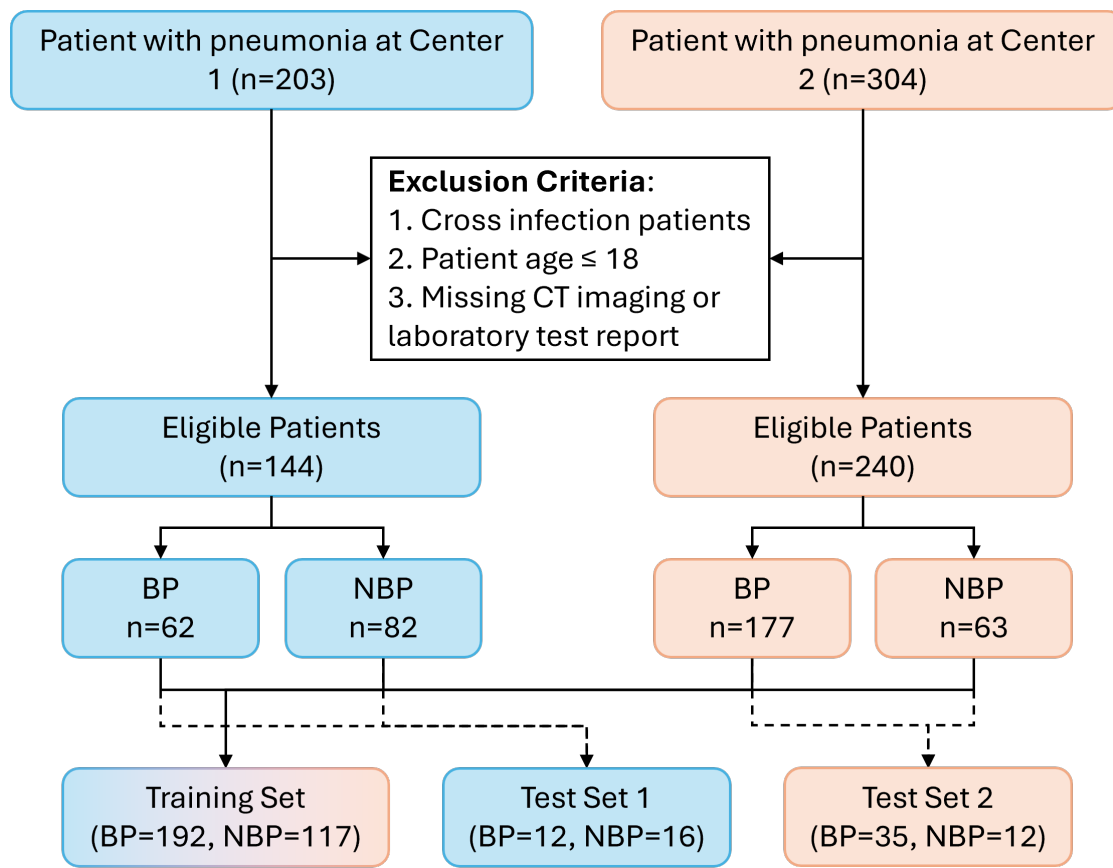 Patient with pneumonia at Center
1 (n=203)
Patient with pneumonia at Center
2 (n=304)
Exclusion Criteria:
1. Cross infection patients
2. Patient age ≤ 18
3. Missing CT imaging or
laboratory test report
Eligible Patients
(n=144)
Eligible Patients
(n=240)
BP
n=62
NBP
n=82
BP
n=177
NBP
n=63
Training Set
(BP=192, NBP=117)
Test Set 1
(BP=12, NBP=16)
Test Set 2
(BP=35, NBP=12)